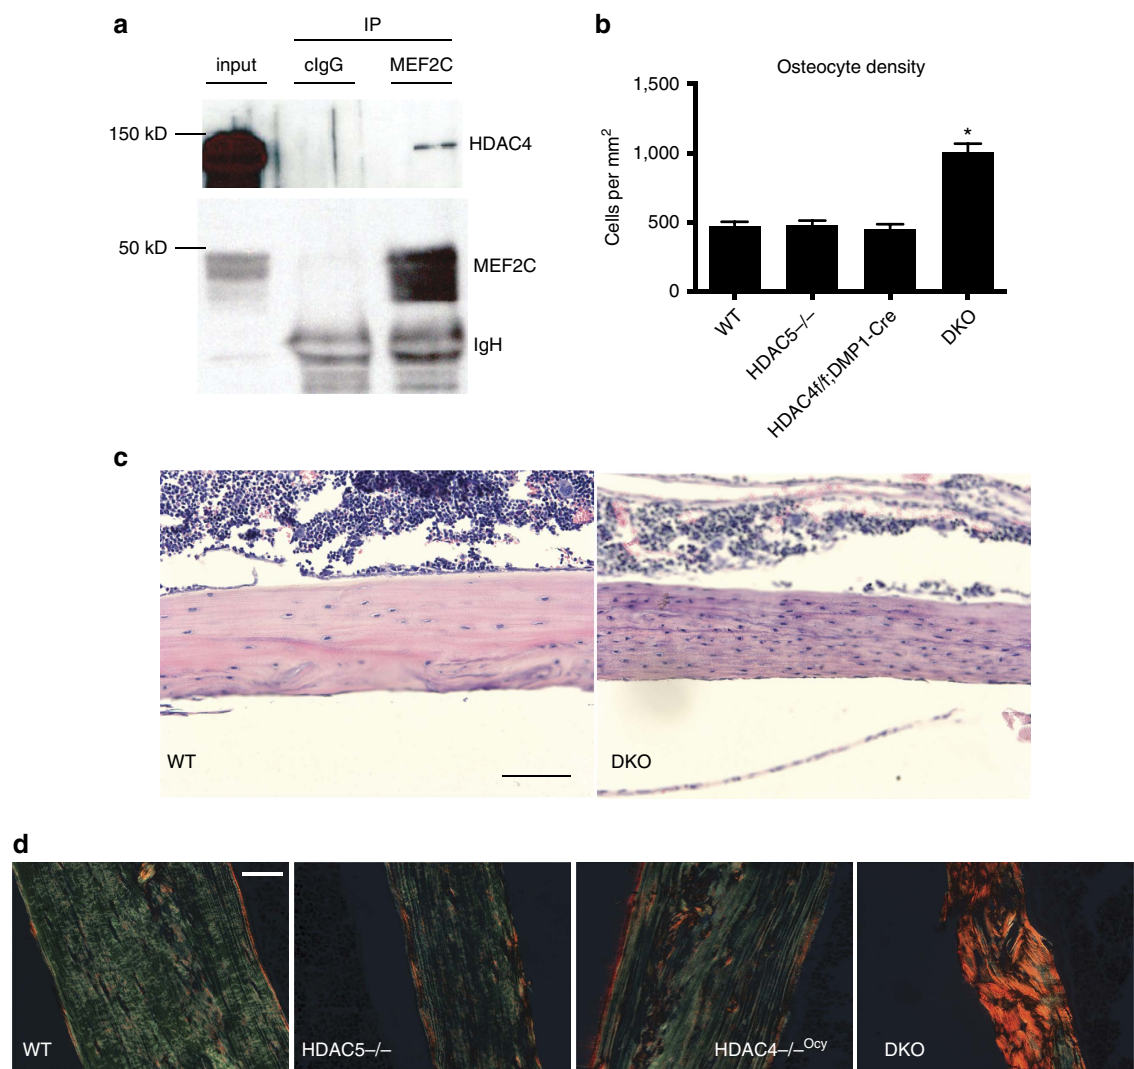 a
IP
input
cIgG
MEF2C
150 kD
HDAC4
50 kD
MEF2C
IgH
b
Osteocyte density
Cells per mm2
1,500
1,000
500
0
*
WT
HDAC5–/–
HDAC4f/f;DMP1-Cre
DKO
c
WT
DKO
d
WT
HDAC5–/–
HDAC4–/–Ocy
DKO